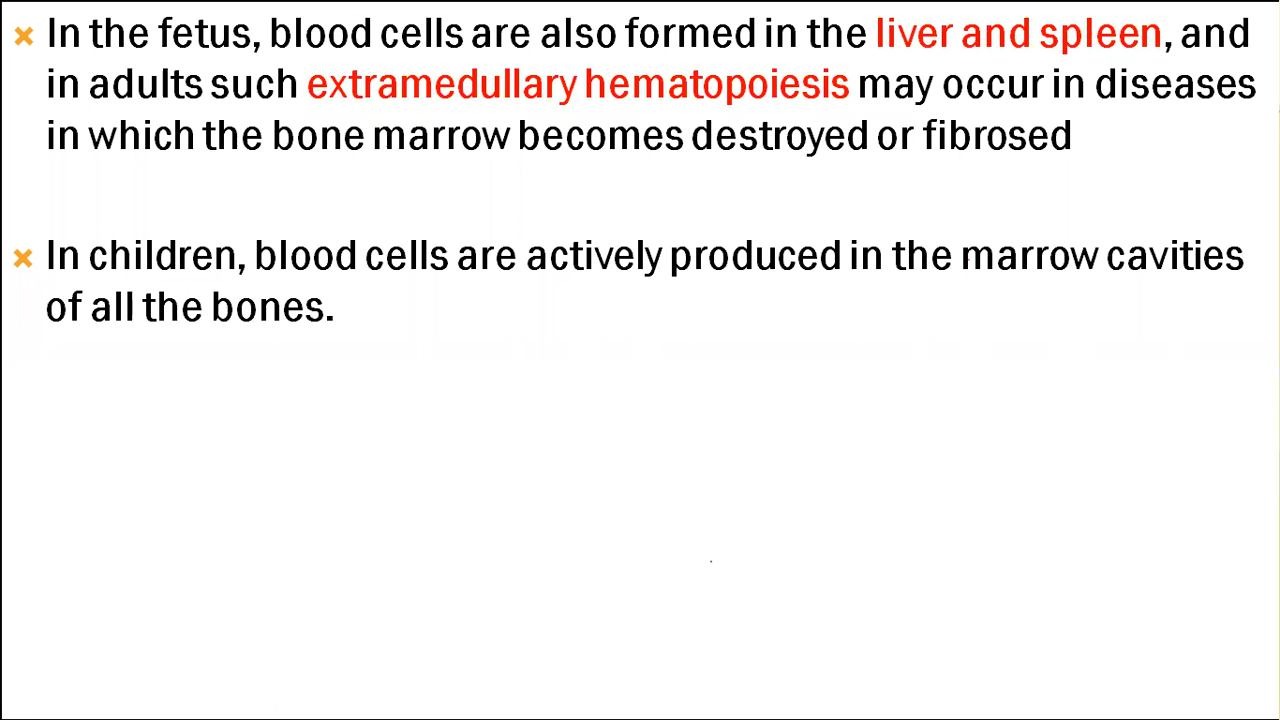 In the fetus, blood cells are also formed in the liver and spleen, and
in adults such extramedullary hematopoiesis may occur in diseases
in which the bone marrow becomes destroyed or fibrosed
In children, blood cells are actively produced in the marrow cavities
of all the bones.